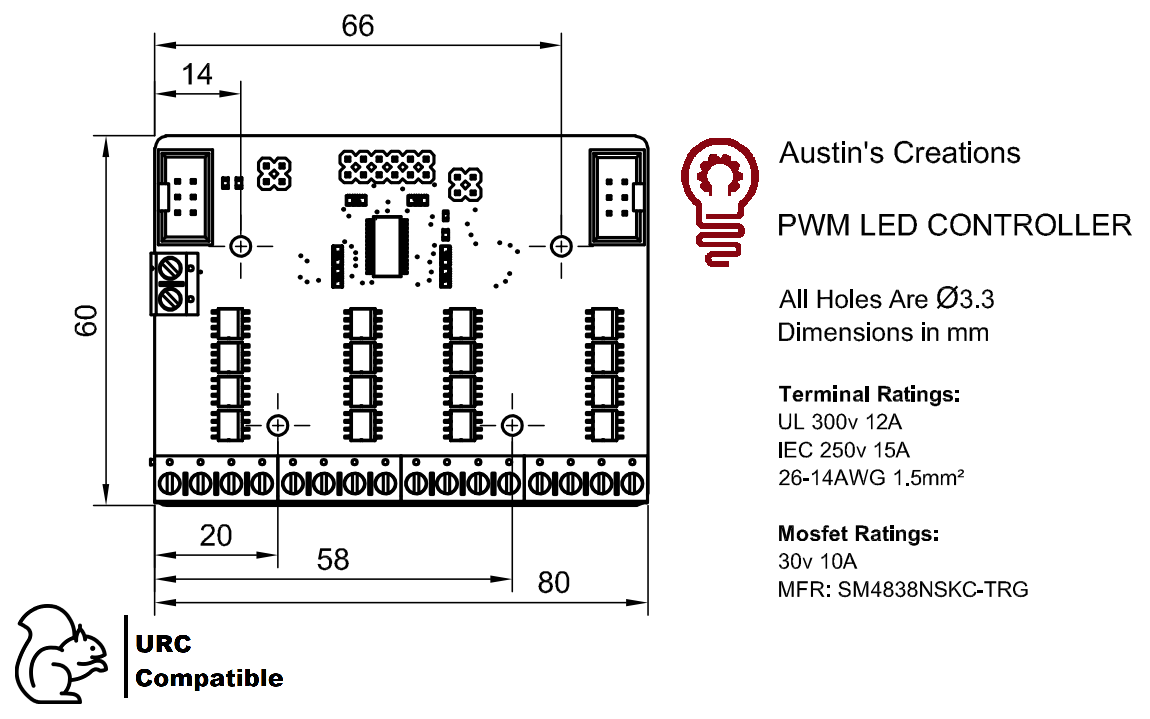 66
14
Austin's Creations
PWM LED CONTROLLER
All Holes Are Ø3.3
Dimensions in mm
60
Terminal Ratings:
UL 300v 12A
IEC 250v 15A
26-14AWG 1.5mm²
Mosfet Ratings:
30v 10A
MFR: SM4838NSKC-TRG
20
58
80
URC
Compatible